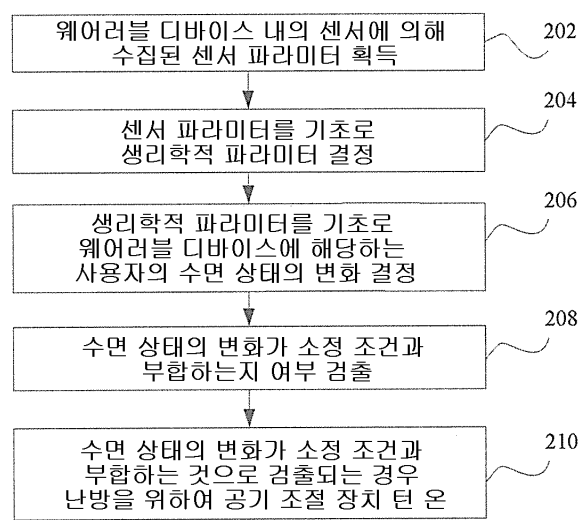 웨어러블 디바이스 내의 센서에 의해
수집된 센서 파라미터 획득
202
센서 파라미터를 기초로
생리학적 파라미터 결정
204
생리학적 파라미터를 기초로
웨어러블 디바이스에 해당하는
사용자의 수면 상태의 변화 결정
206
수면 상태의 변화가 소정 조건과
부합하는지 여부 검출
208
수면 상태의 변화가 소정 조건과
부합하는 것으로 검출되는 경우
난방을 위하여 공기 조절 장치 턴 온
210